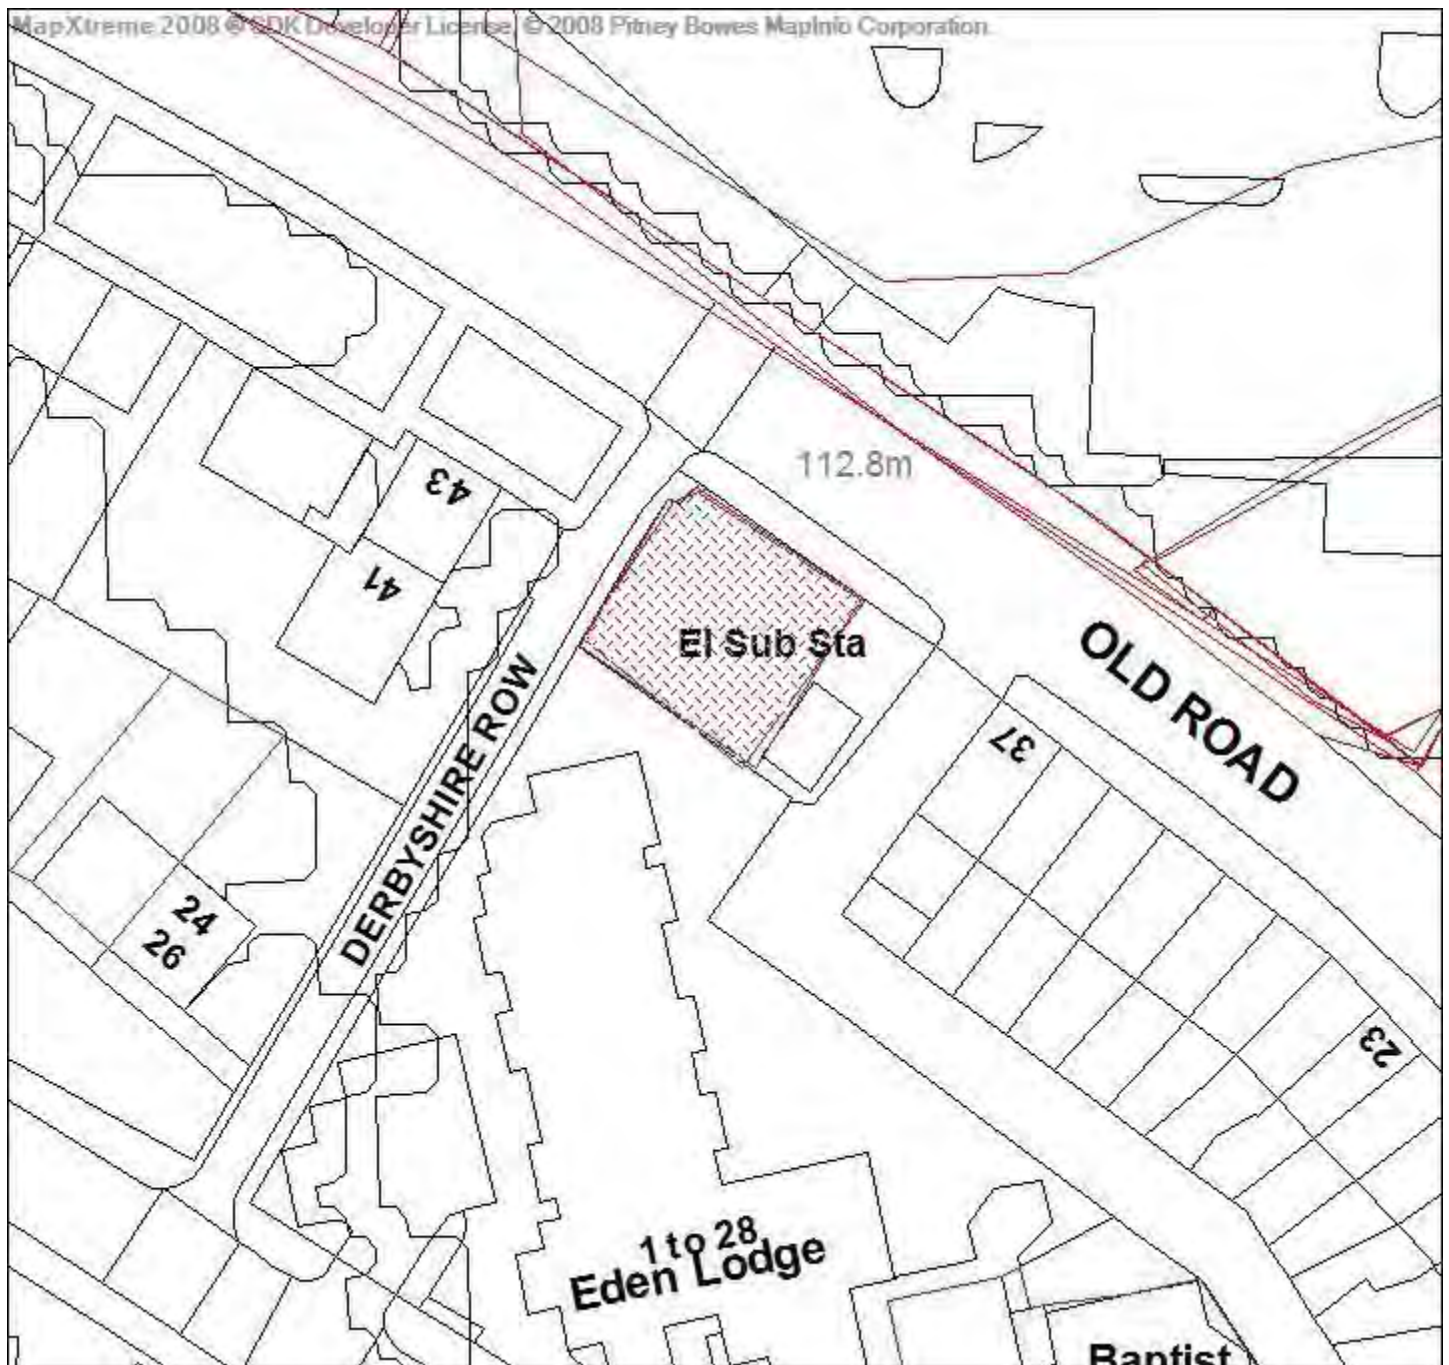 MapXtreme 2008 ® SDK Developer License, © 2008 Pitney Bowes MapInfo Corporation.
112.8m
43
41
El Sub Sta
OLD ROAD
37
DERBYSHIRE ROW
24
26
23
1 to 28
Eden Lodge
Baptist